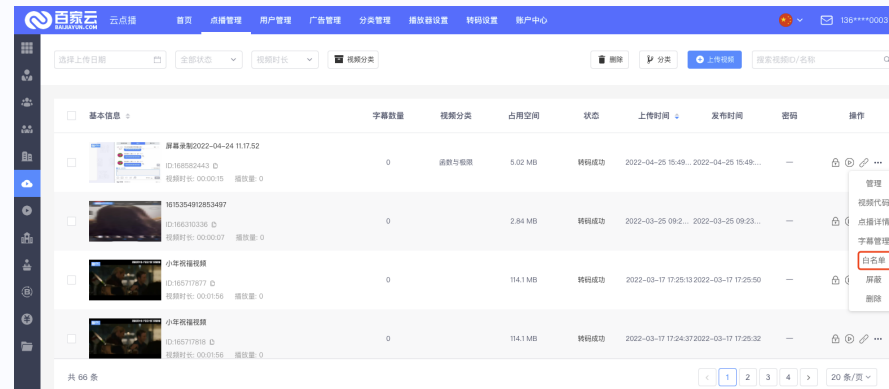 百家云 BAIJIAYUN.COM 云点播 首页 点播管理 用户管理 广告管理 分类管理 播放器设置 转码设置 账户中心 136****0003
选择上传日期 全部状态 视频时长 视频分类 删除 分类 上传视频 搜索视频ID/名称
基本信息 字幕数量 视频分类 占用空间 状态 上传时间 发布时间 密码 操作
屏幕录制2022-04-24 11.17.52
ID:168582443
视频时长: 00:00:15 播放量: 0
0 函数与极限 5.02 MB 转码成功 2022-04-25 15:49... 2022-04-25 15:49:... —
管理
视频代码
点播详情
字幕管理
白名单
屏蔽
删除
1615354912853497
ID:166310336
视频时长: 00:00:07 播放量: 0
0 2.84 MB 转码成功 2022-03-25 09:2... 2022-03-25 09:23... —
小年祝福视频
ID:165717877
视频时长: 00:01:56 播放量: 0
0 114.1 MB 转码成功 2022-03-17 17:25:13 2022-03-17 17:25:50 —
小年祝福视频
ID:165717818
视频时长: 00:01:56 播放量: 0
0 114.1 MB 转码成功 2022-03-17 17:24:37 2022-03-17 17:25:32 —
共 66 条 1 2 3 4 20 条/页